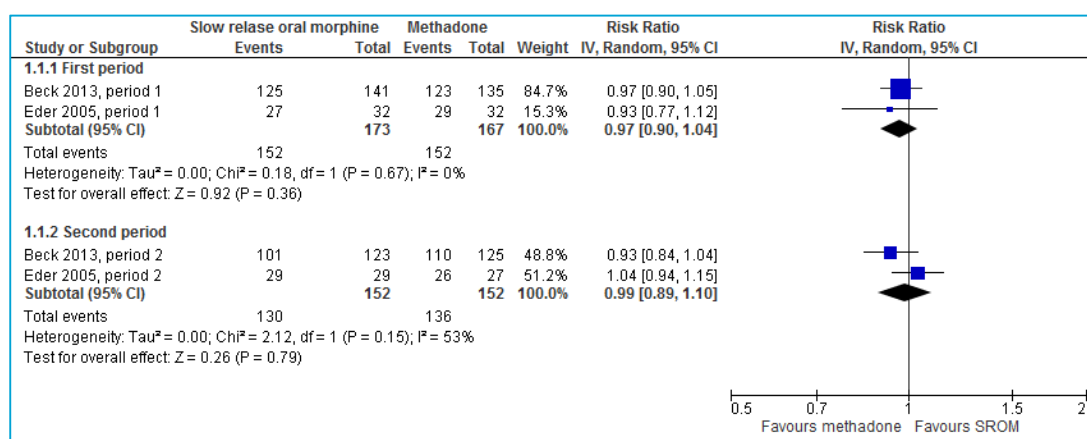 Slow relase oral morphine Methadone Risk Ratio Risk Ratio
Study or Subgroup Events Total Events Total Weight IV, Random, 95% CI IV, Random, 95% CI
1.1.1 First period
Beck 2013, period 1 125 141 123 135 84.7% 0.97 [0.90, 1.05]
Eder 2005, period 1 27 32 29 32 15.3% 0.93 [0.77, 1.12]
Subtotal (95% CI) 173 167 100.0% 0.97 [0.90, 1.04]
Total events 152 152
Heterogeneity: Tau² = 0.00; Chi² = 0.18, df = 1 (P = 0.67); I² = 0%
Test for overall effect: Z = 0.92 (P = 0.36)
1.1.2 Second period
Beck 2013, period 2 101 123 110 125 48.8% 0.93 [0.84, 1.04]
Eder 2005, period 2 29 29 26 27 51.2% 1.04 [0.94, 1.15]
Subtotal (95% CI) 152 152 100.0% 0.99 [0.89, 1.10]
Total events 130 136
Heterogeneity: Tau² = 0.00; Chi² = 2.12, df = 1 (P = 0.15); I² = 53%
Test for overall effect: Z = 0.26 (P = 0.79)
0.5 0.7 1 1.5 2
Favours methadone Favours SROM